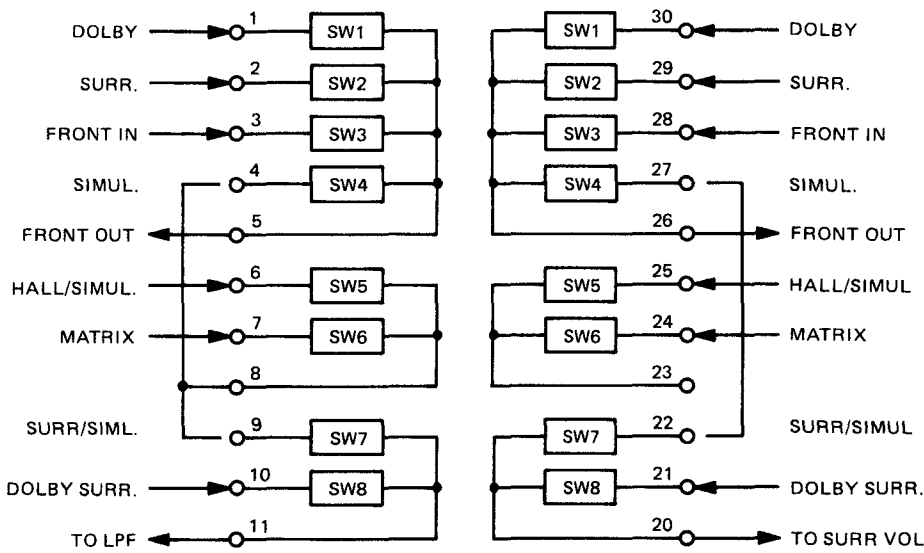 DOLBY 1 SW1 SW1 30 DOLBY
SURR. 2 SW2 SW2 29 SURR.
FRONT IN 3 SW3 SW3 28 FRONT IN
SIMUL. 4 SW4 SW4 27 SIMUL.
FRONT OUT 5 26 FRONT OUT
HALL/SIMUL. 6 SW5 SW5 25 HALL/SIMUL
MATRIX 7 SW6 SW6 24 MATRIX
8 23
SURR/SIML. 9 SW7 SW7 22 SURR/SIMUL
DOLBY SURR. 10 SW8 SW8 21 DOLBY SURR.
TO LPF 11 20 TO SURR VOL